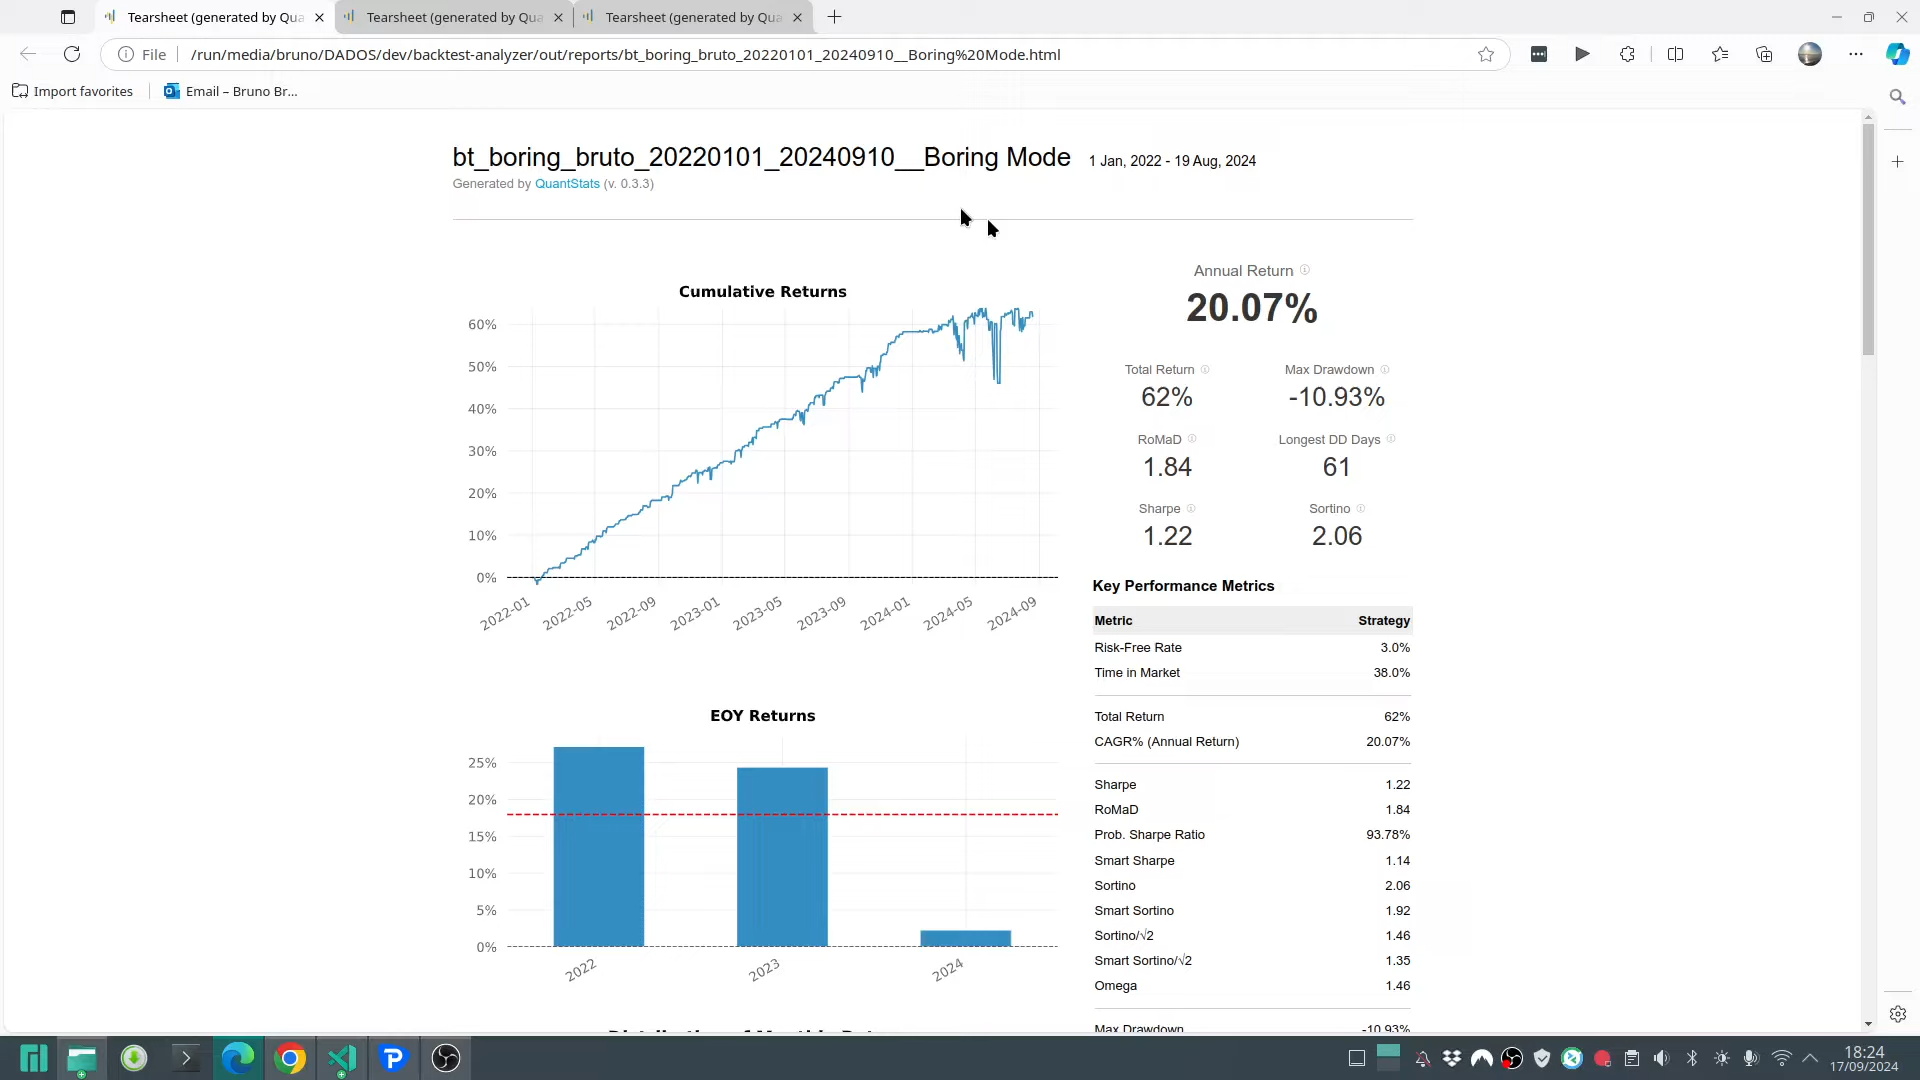 Tearsheet (generated by Qua
Tearsheet (generated by Qua
Tearsheet (generated by Qua
File
/run/media/bruno/DADOS/dev/backtest-analyzer/out/reports/bt_boring_bruto_20220101_20240910__Boring%20Mode.html
Import favorites
Email – Bruno Br...
bt_boring_bruto_20220101_20240910__Boring Mode 1 Jan, 2022 - 19 Aug, 2024
Generated by QuantStats (v. 0.3.3)
Cumulative Returns
60%
50%
40%
30%
20%
10%
0%
2022-01
2022-05
2022-09
2023-01
2023-05
2023-09
2024-01
2024-05
2024-09
Annual Return
20.07%
Total Return Max Drawdown
62% -10.93%
RoMaD Longest DD Days
1.84 61
Sharpe Sortino
1.22 2.06
Key Performance Metrics
Metric Strategy
Risk-Free Rate 3.0%
Time in Market 38.0%
Total Return 62%
CAGR% (Annual Return) 20.07%
Sharpe 1.22
RoMaD 1.84
Prob. Sharpe Ratio 93.78%
Smart Sharpe 1.14
Sortino 2.06
Smart Sortino 1.92
Sortino/√2 1.46
Smart Sortino/√2 1.35
Omega 1.46
Max Drawdown -10.93%
EOY Returns
25%
20%
15%
10%
5%
0%
2022
2023
2024
18:24
17/09/2024